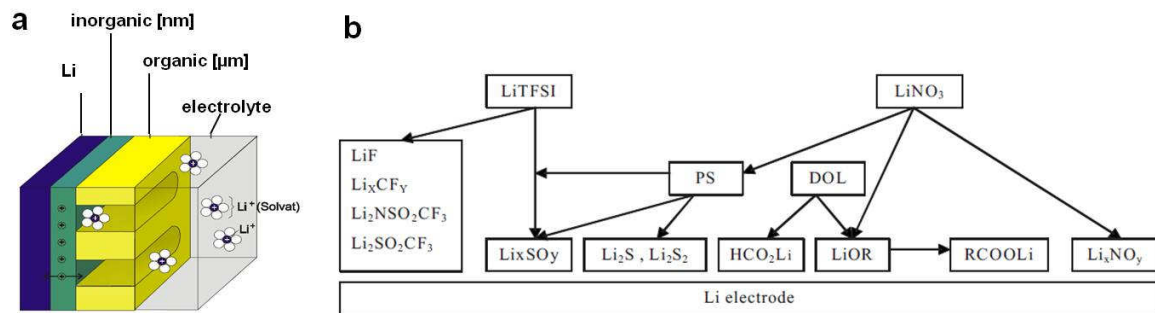 a
inorganic [nm]
Li
organic [µm]
electrolyte
Li⁺(Solvat)
Li⁺
b
LiTFSI
LiNO₃
LiF
LiₓCFᵧ
Li₂NSO₂CF₃
Li₂SO₂CF₃
PS
DOL
LixSOy
Li₂S , Li₂S₂
HCO₂Li
LiOR
RCOOLi
LiₓNOᵧ
Li electrode